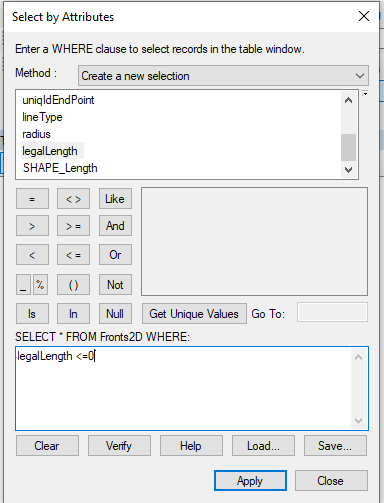 Select by Attributes
Enter a WHERE clause to select records in the table window.
Method : Create a new selection
uniqIdEndPoint
lineType
radius
legalLength
SHAPE_Length
= < > Like
> > = And
< < = Or
_ % ( ) Not
Is In Null Get Unique Values Go To:
SELECT * FROM Fronts2D WHERE:
legalLength <=0
Clear Verify Help Load... Save...
Apply Close